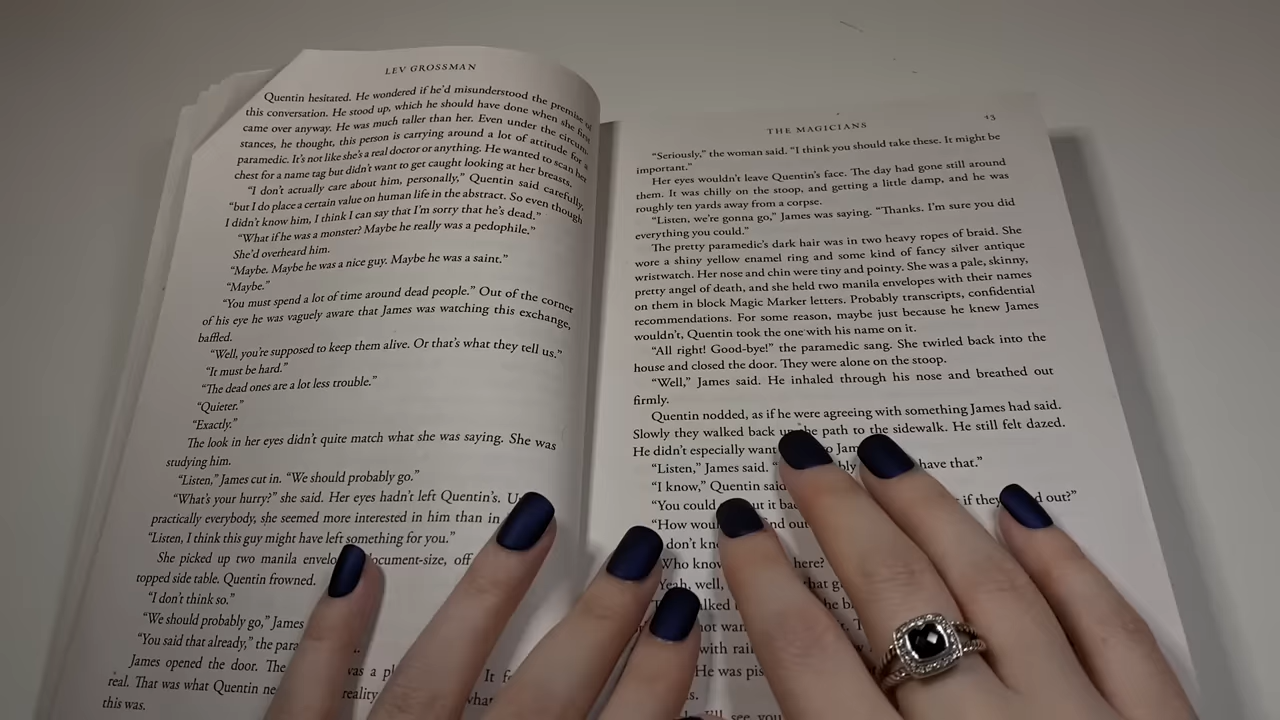 LEV GROSSMAN
Quentin hesitated. He wondered if he'd misunderstood the premise of
this conversation. He stood up, which he should have done when she first
came over anyway. He was much taller than her. Even under the circum-
stances, he thought, this person is carrying around a lot of attitude for a
paramedic. It's not like she's a real doctor or anything. He wanted to scan her
chest for a name tag but didn't want to get caught looking at her breasts.
"I don't actually care about him, personally," Quentin said carefully,
"but I do place a certain value on human life in the abstract. So even though
I didn't know him, I think I can say that I'm sorry that he's dead."
"What if he was a monster? Maybe he really was a pedophile."
She'd overheard him.
"Maybe. Maybe he was a nice guy. Maybe he was a saint."
"Maybe."
"You must spend a lot of time around dead people." Out of the corner
of his eye he was vaguely aware that James was watching this exchange,
baffled.
"Well, you're supposed to keep them alive. Or that's what they tell us."
"It must be hard."
"The dead ones are a lot less trouble."
"Quieter."
"Exactly."
The look in her eyes didn't quite match what she was saying. She was
studying him.
"Listen," James cut in. "We should probably go."
"What's your hurry?" she said. Her eyes hadn't left Quentin's.
practically everybody, she seemed more interested in him than in
"Listen, I think this guy might have left something for you."
She picked up two manila document-size, off
topped side table. Quentin frowned.
"I don't think so."
"We should probably go," James
"You said that already," the
James opened the door. The was a It
real. That was what Quentin reality
this was.
THE MAGICIANS 13
"Seriously," the woman said. "I think you should take these. It might be
important."
Her eyes wouldn't leave Quentin's face. The day had gone still around
them. It was chilly on the stoop, and getting a little damp, and he was
roughly ten yards away from a corpse.
"Listen, we're gonna go," James was saying. "Thanks. I'm sure you did
everything you could."
The pretty paramedic's dark hair was in two heavy ropes of braid. She
wore a shiny yellow enamel ring and some kind of fancy silver antique
wristwatch. Her nose and chin were tiny and pointy. She was a pale, skinny,
pretty angel of death, and she held two manila envelopes with their names
on them in block Magic Marker letters. Probably transcripts, confidential
recommendations. For some reason, maybe just because he knew James
wouldn't, Quentin took the one with his name on it.
"All right! Good-bye!" the paramedic sang. She twirled back into the
house and closed the door. They were alone on the stoop.
"Well," James said. He inhaled through his nose and breathed out
firmly.
Quentin nodded, as if he were agreeing with something James had said.
Slowly they walked back up the path to the sidewalk. He still felt dazed.
He didn't especially want
"Listen," James said. have that."
"I know," Quentin said
"You could it if they out?"
"How out
don't
Who here?
Yeah, well, that
with
He was
see you